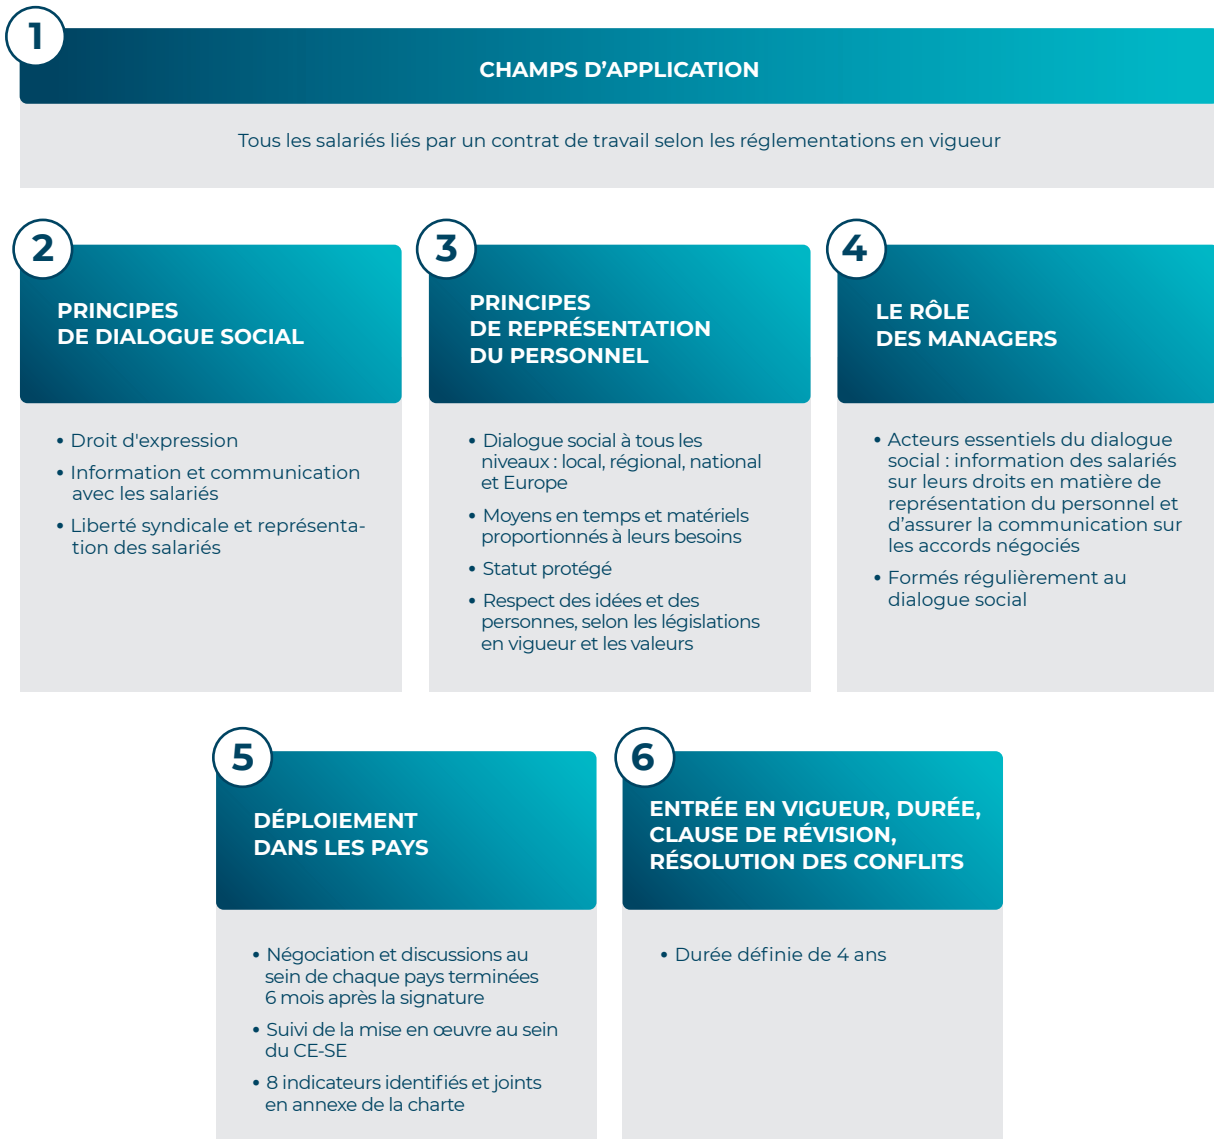 1
CHAMPS D’APPLICATION
Tous les salariés liés par un contrat de travail selon les réglementations en vigueur
2
PRINCIPES
DE DIALOGUE SOCIAL
• Droit d'expression
• Information et communication
avec les salariés
• Liberté syndicale et représenta-
tion des salariés
3
PRINCIPES
DE REPRÉSENTATION
DU PERSONNEL
• Dialogue social à tous les
niveaux : local, régional, national
et Europe
• Moyens en temps et matériels
proportionnés à leurs besoins
• Statut protégé
• Respect des idées et des
personnes, selon les législations
en vigueur et les valeurs
4
LE RÔLE
DES MANAGERS
• Acteurs essentiels du dialogue
social : information des salariés
sur leurs droits en matière de
représentation du personnel et
d’assurer la communication sur
les accords négociés
• Formés régulièrement au
dialogue social
5
DÉPLOIEMENT
DANS LES PAYS
• Négociation et discussions au
sein de chaque pays terminées
6 mois après la signature
• Suivi de la mise en œuvre au sein
du CE-SE
• 8 indicateurs identifiés et joints
en annexe de la charte
6
ENTRÉE EN VIGUEUR, DURÉE,
CLAUSE DE RÉVISION,
RÉSOLUTION DES CONFLITS
• Durée définie de 4 ans